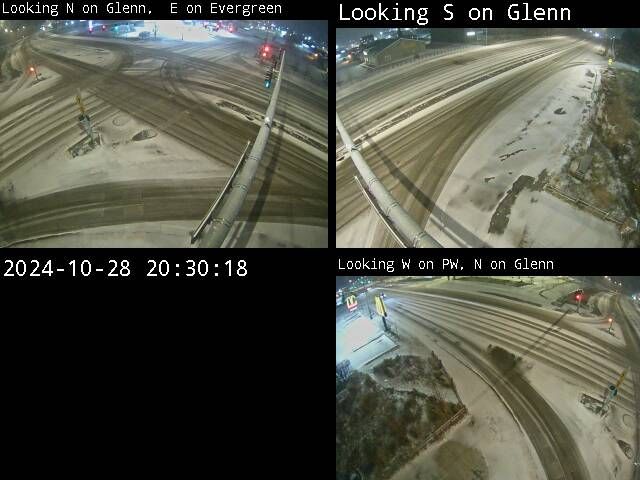 Looking N on Glenn,  E on Evergreen
Looking S on Glenn
2024-10-28 20:30:18
Looking W on PW, N on Glenn